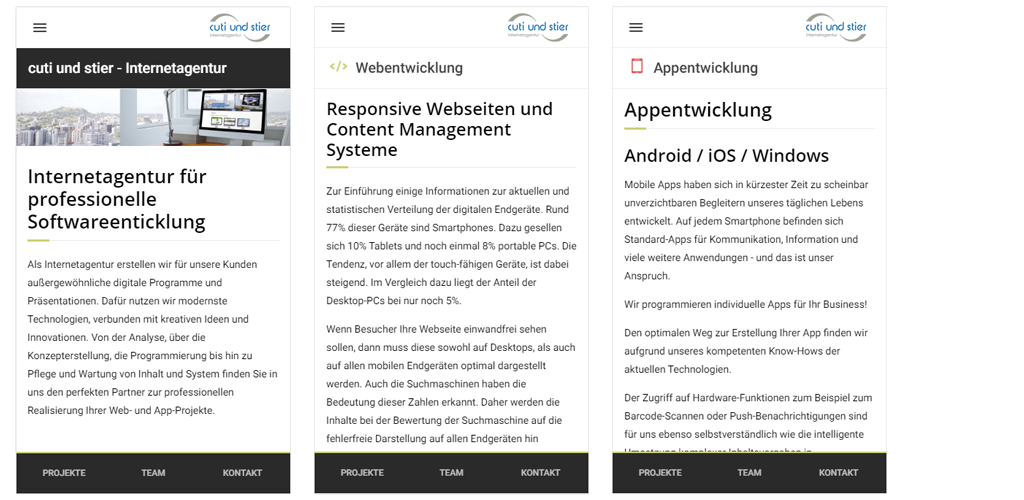 cuti und stier
Internetagentur
cuti und stier - Internetagentur
Internetagentur für
professionelle
Softwareenticklung
Als Internetagentur erstellen wir für unsere Kunden
außergewöhnliche digitale Programme und
Präsentationen. Dafür nutzen wir modernste
Technologien, verbunden mit kreativen Ideen und
Innovationen. Von der Analyse, über die
Konzepterstellung, die Programmierung bis hin zu
Pflege und Wartung von Inhalt und System finden Sie in
uns den perfekten Partner zur professionellen
Realisierung Ihrer Web- und App-Projekte.
PROJEKTE TEAM KONTAKT
cuti und stier
Internetagentur
</> Webentwicklung
Responsive Webseiten und
Content Management
Systeme
Zur Einführung einige Informationen zur aktuellen und
statistischen Verteilung der digitalen Endgeräte. Rund
77% dieser Geräte sind Smartphones. Dazu gesellen
sich 10% Tablets und noch einmal 8% portable PCs. Die
Tendenz, vor allem der touch-fähigen Geräte, ist dabei
steigend. Im Vergleich dazu liegt der Anteil der
Desktop-PCs bei nur noch 5%.
Wenn Besucher Ihre Webseite einwandfrei sehen
sollen, dann muss diese sowohl auf Desktops, als auch
auf allen mobilen Endgeräten optimal dargestellt
werden. Auch die Suchmaschinen haben die
Bedeutung dieser Zahlen erkannt. Daher werden die
Inhalte bei der Bewertung der Suchmaschine auf die
fehlerfreie Darstellung auf allen Endgeräten hin
PROJEKTE TEAM KONTAKT
cuti und stier
Internetagentur
Appentwicklung
Appentwicklung
Android / iOS / Windows
Mobile Apps haben sich in kürzester Zeit zu scheinbar
unverzichtbaren Begleitern unseres täglichen Lebens
entwickelt. Auf jedem Smartphone befinden sich
Standard-Apps für Kommunikation, Information und
viele weitere Anwendungen - und das ist unser
Anspruch.
Wir programmieren individuelle Apps für Ihr Business!
Den optimalen Weg zur Erstellung Ihrer App finden wir
aufgrund unseres kompetenten Know-Hows der
aktuellen Technologien.
Der Zugriff auf Hardware-Funktionen zum Beispiel zum
Barcode-Scannen oder Push-Benachrichtigungen sind
für uns ebenso selbstverständlich wie die intelligente
Umsetzung komplexer Inhaltsvorgaben in
PROJEKTE TEAM KONTAKT